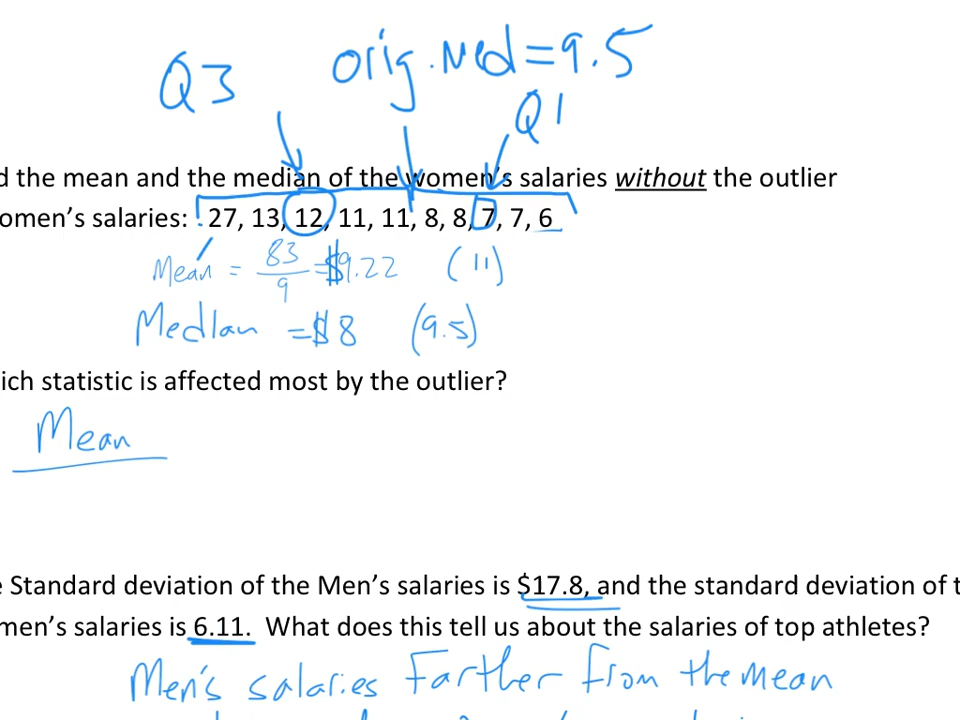 Q3 orig. Med = 9.5
Q1
d the mean and the median of the women's salaries without the outlier
omen's salaries: 27, 13, 12, 11, 11, 8, 8, 7, 7, 6
Mean = 83/9 = $9.22 (11)
Median = $8 (9.5)
ich statistic is affected most by the outlier?
Mean
e Standard deviation of the Men's salaries is $17.8, and the standard deviation of t
men's salaries is 6.11. What does this tell us about the salaries of top athletes?
Men's salaries Farther From the mean